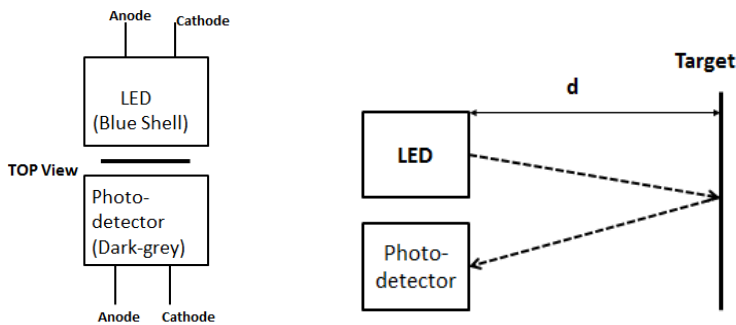 Anode
Cathode
LED
(Blue Shell)
TOP View
Photo-
detector
(Dark-grey)
Anode
Cathode
Target
d
LED
Photo-
detector